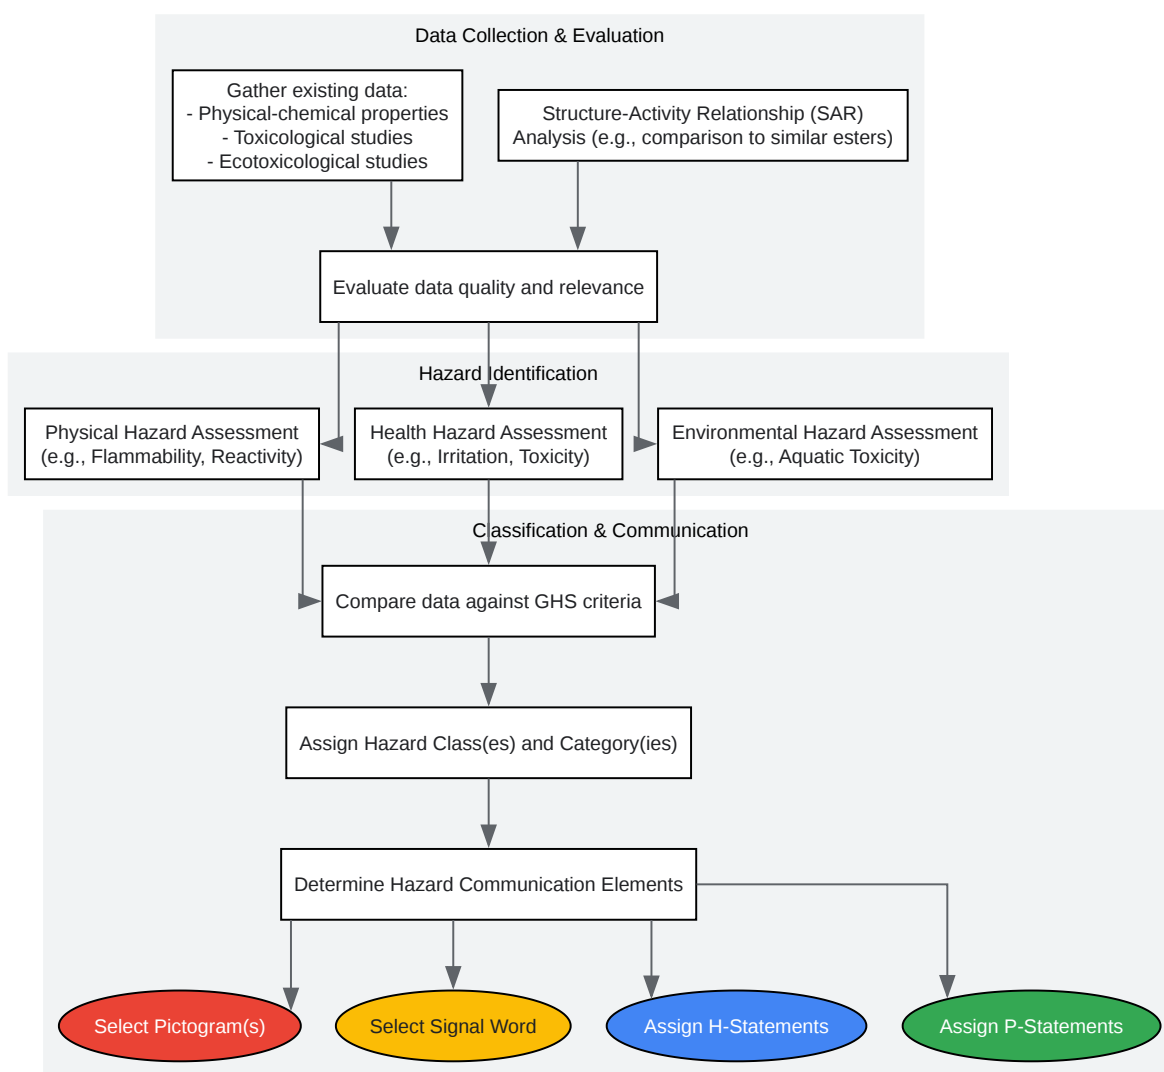 Data Collection & Evaluation
Gather existing data:
- Physical-chemical properties
- Toxicological studies
- Ecotoxicological studies
Structure-Activity Relationship (SAR)
Analysis (e.g., comparison to similar esters)
Evaluate data quality and relevance
Hazard Identification
Physical Hazard Assessment
(e.g., Flammability, Reactivity)
Health Hazard Assessment
(e.g., Irritation, Toxicity)
Environmental Hazard Assessment
(e.g., Aquatic Toxicity)
Classification & Communication
Compare data against GHS criteria
Assign Hazard Class(es) and Category(ies)
Determine Hazard Communication Elements
Select Pictogram(s)
Select Signal Word
Assign H-Statements
Assign P-Statements